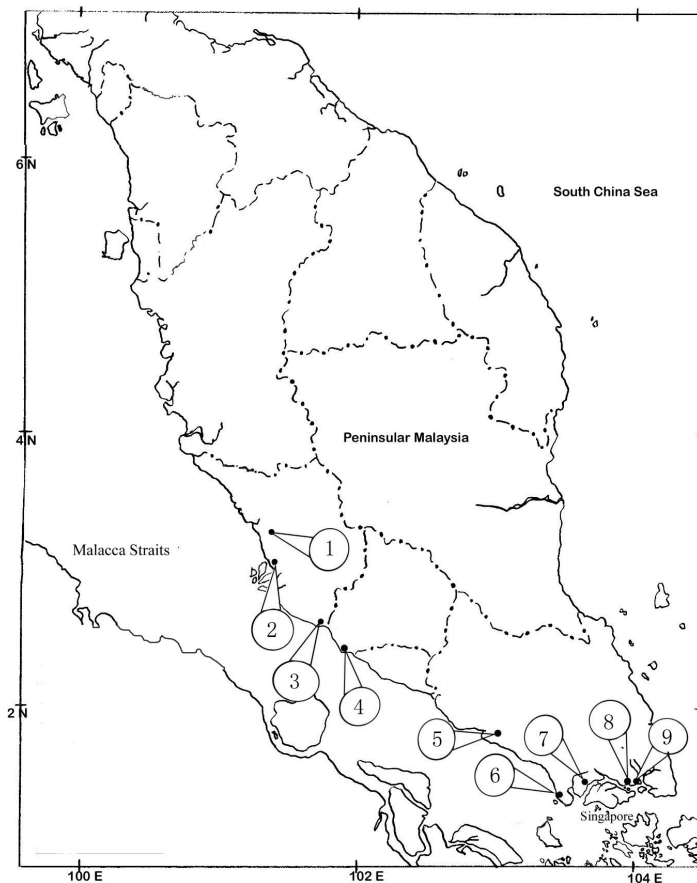 6 N
South China Sea
4 N
Peninsular Malaysia
Malacca Straits
1
2
3
4
2 N
5
6
7
8
9
Singapore
100 E
102 E
104 E